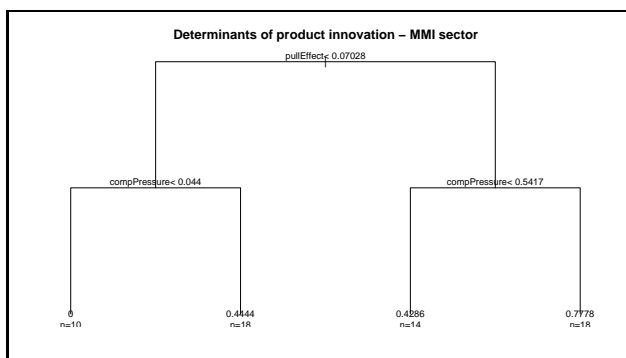 Determinants of product innovation – MMI sector
pullEffect< 0.07028
compPressure< 0.044
compPressure< 0.5417
0
n=10
0.4444
n=18
0.4286
n=14
0.7778
n=18